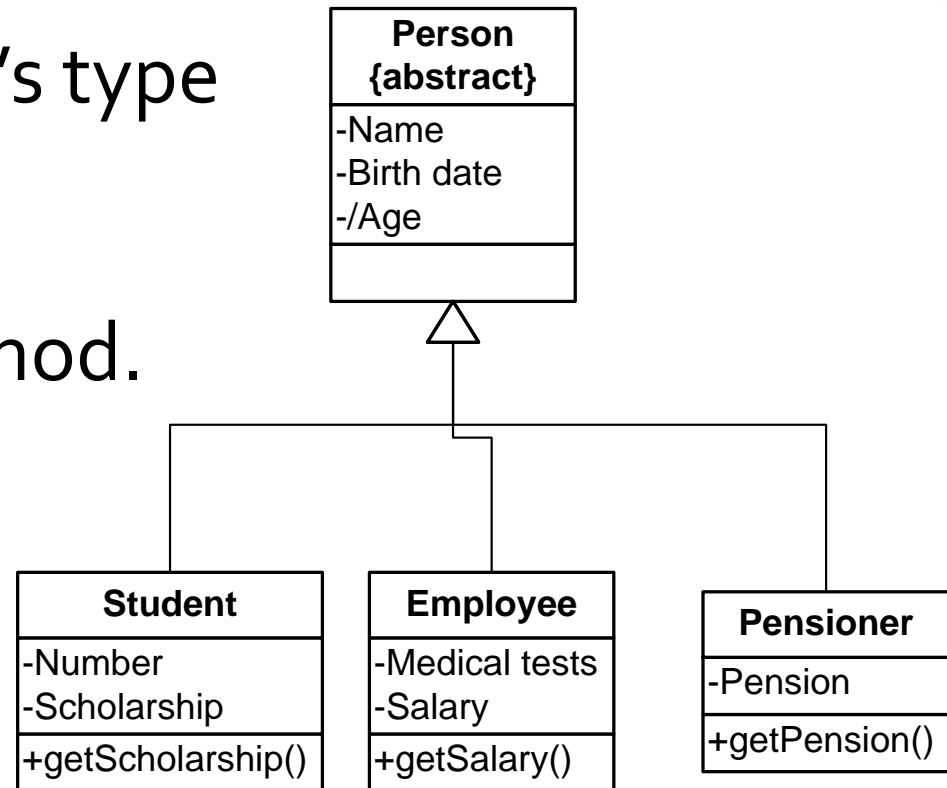 's type
hod.
Person
{abstract}
-Name
-Birth date
-/Age
Student
-Number
-Scholarship
+getScholarship()
Employee
-Medical tests
-Salary
+getSalary()
Pensioner
-Pension
+getPension()